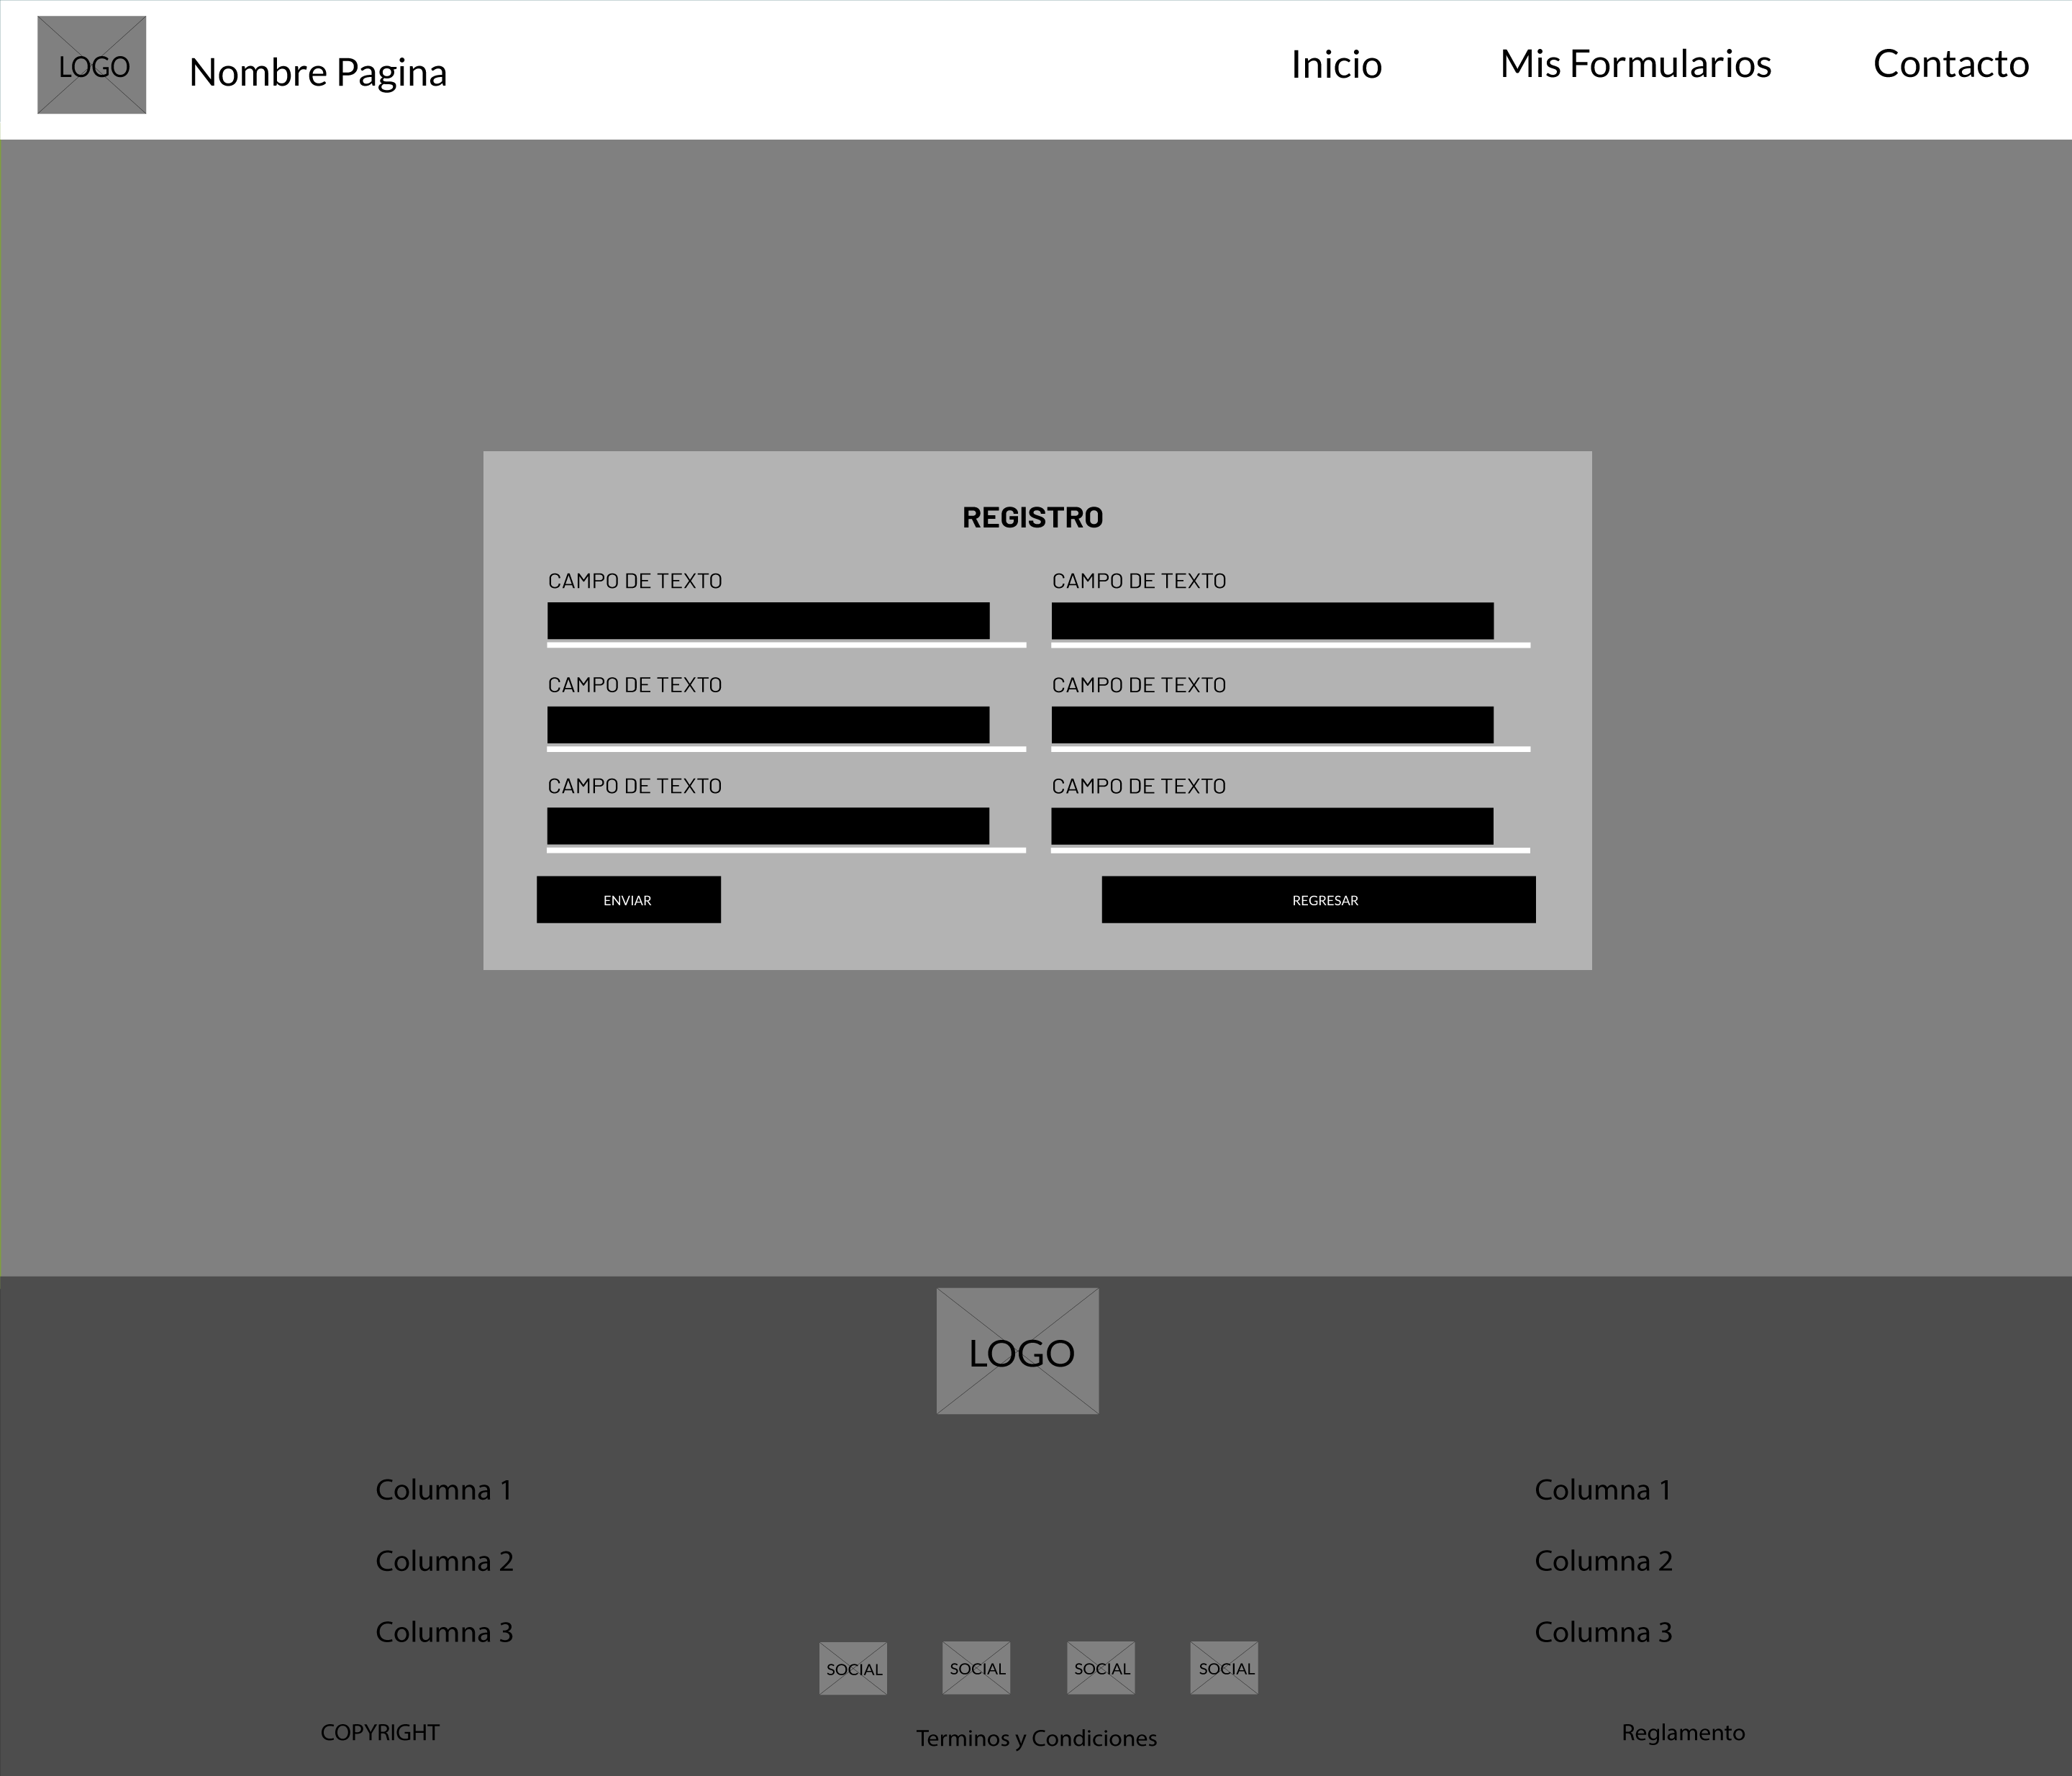 LOGO
Nombre Pagina
Inicio
Mis Formularios
Contacto
REGISTRO
CAMPO DE TEXTO
CAMPO DE TEXTO
CAMPO DE TEXTO
CAMPO DE TEXTO
CAMPO DE TEXTO
CAMPO DE TEXTO
ENVIAR
REGRESAR
LOGO
Columna 1
Columna 2
Columna 3
Columna 1
Columna 2
Columna 3
SOCIAL
SOCIAL
SOCIAL
SOCIAL
COPYRIGHT
Terminos y Condiciones
Reglamento